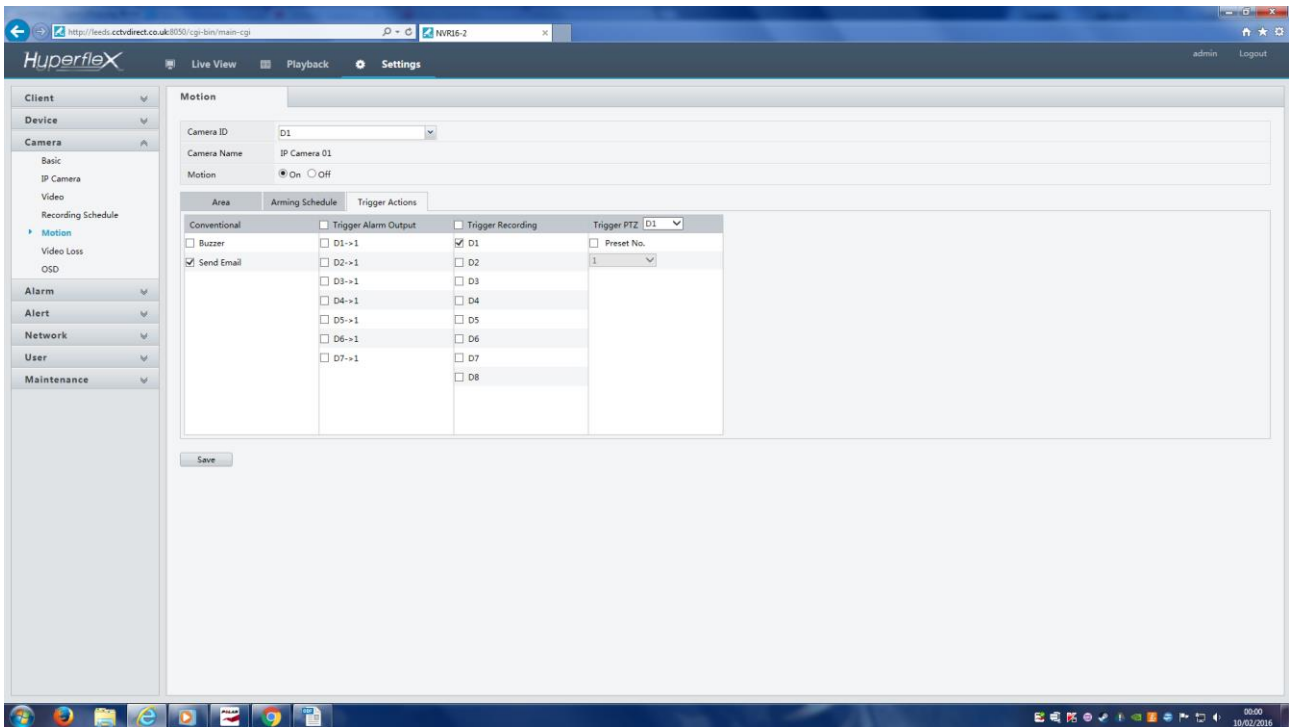 http://leeds.cctvdirect.co.uk:8050/cgi-bin/main-cgi
NVR16-2
HyperfleX
Live View
Playback
Settings
admin
Logout
Client
Device
Camera
Basic
IP Camera
Video
Recording Schedule
Motion
Video Loss
OSD
Alarm
Alert
Network
User
Maintenance
Motion
Camera ID D1
Camera Name IP Camera 01
Motion On Off
Area Arming Schedule Trigger Actions
Conventional Trigger Alarm Output Trigger Recording Trigger PTZ D1
Buzzer D1->1 D1 Preset No.
Send Email D2->1 D2 1
D3->1 D3
D4->1 D4
D5->1 D5
D6->1 D6
D7->1 D7
D8
Save
00:00
10/02/2016